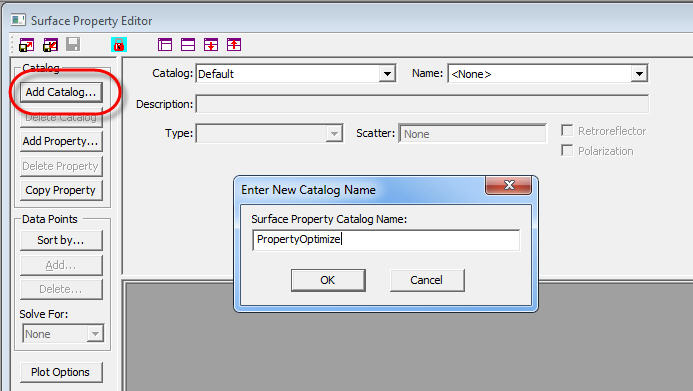 Surface Property Editor
Catalog
Add Catalog...
Delete Catalog
Add Property...
Delete Property
Copy Property
Data Points
Sort by...
Add...
Delete...
Solve For:
None
Plot Options
Catalog: Default Name: <None>
Description:
Type: Scatter: None Retroreflector
Polarization
Enter New Catalog Name
Surface Property Catalog Name:
PropertyOptimize
OK Cancel